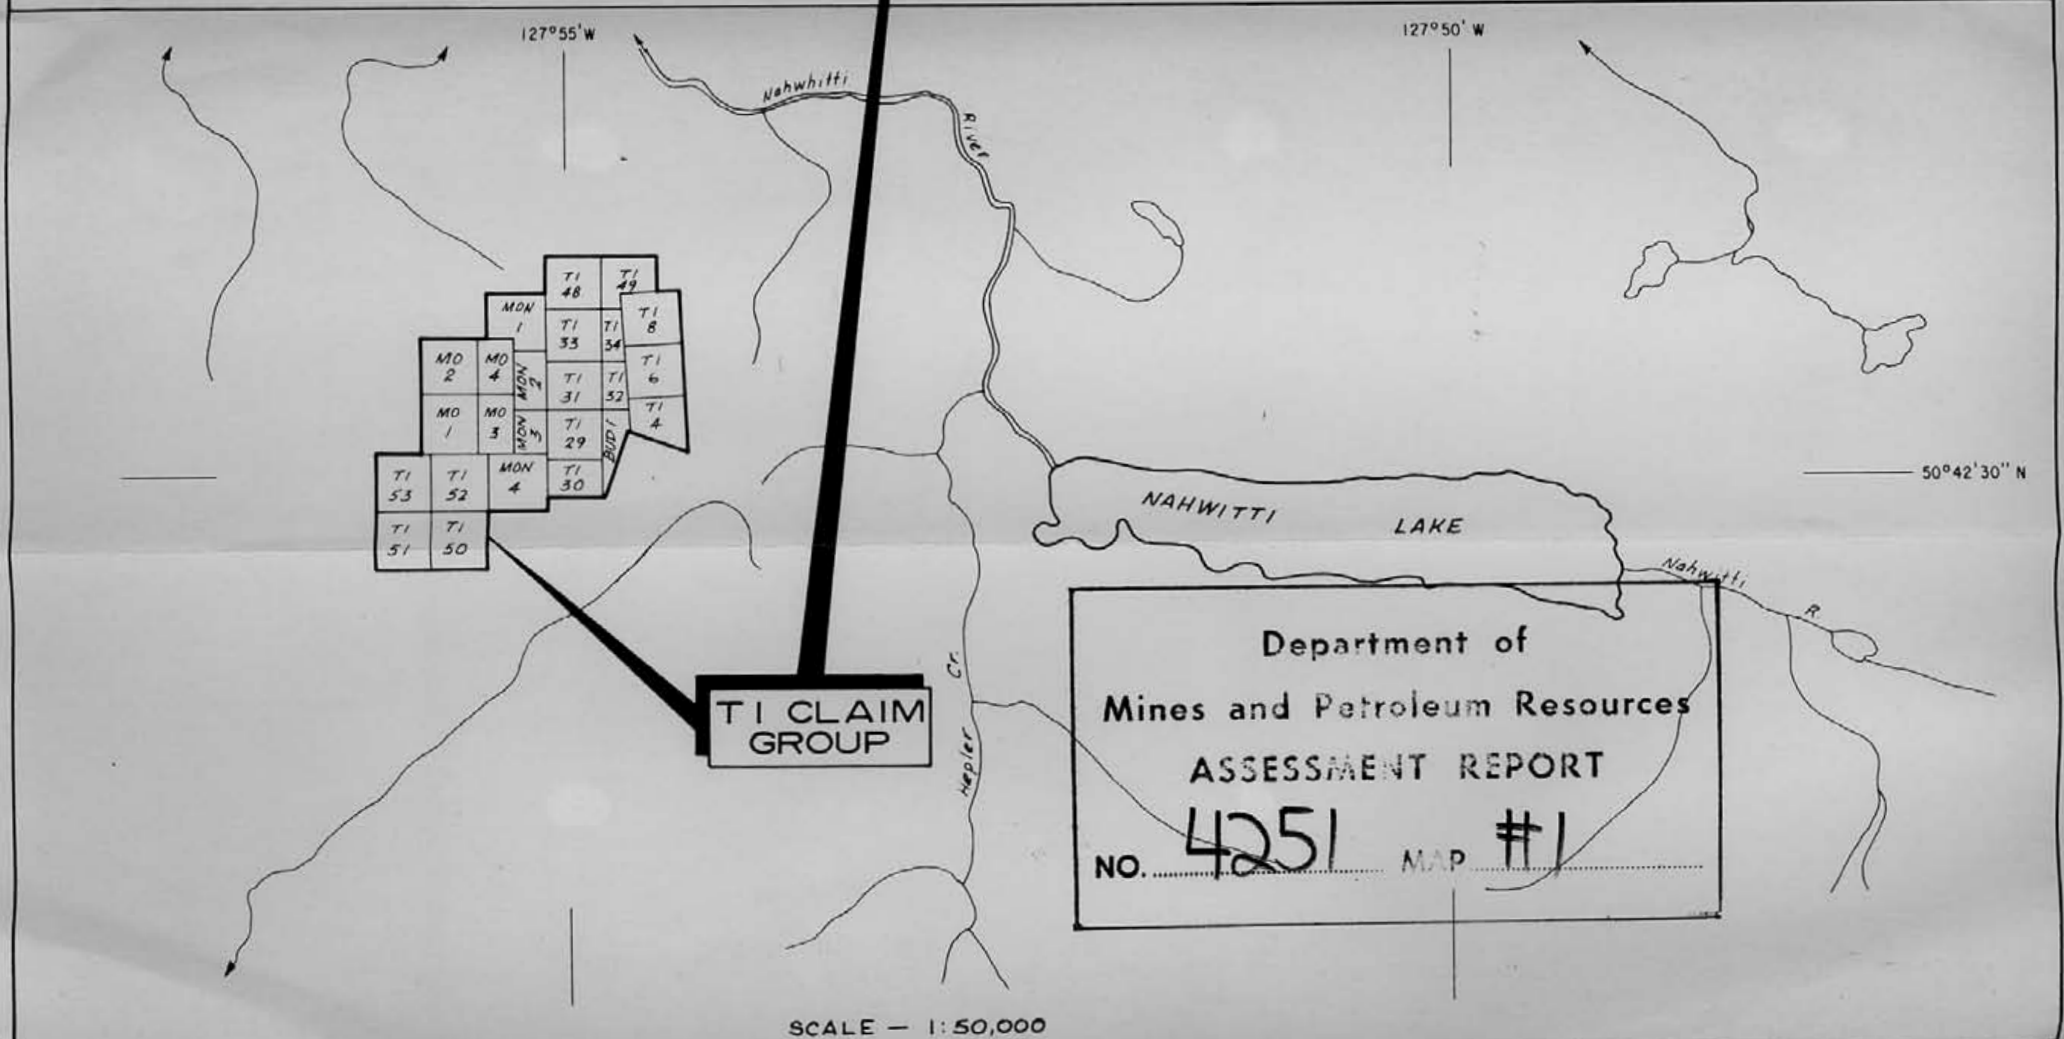 127°55'W
127°50' W
Nahwhitti
River
TI
48
TI
49
MON
1
TI
33
TI
34
TI
8
MO
2
MO
4
MON
2
TI
31
TI
32
TI
6
MO
1
MO
3
MON
3
TI
29
BUD 1
TI
4
TI
53
TI
52
MON
4
TI
30
TI
51
TI
50
50°42'30" N
NAHWITTI LAKE
Nahwitti R
Hepler Cr.
TI CLAIM
GROUP
Department of
Mines and Petroleum Resources
ASSESSMENT REPORT
NO. 4251 MAP #1
SCALE – 1:50,000